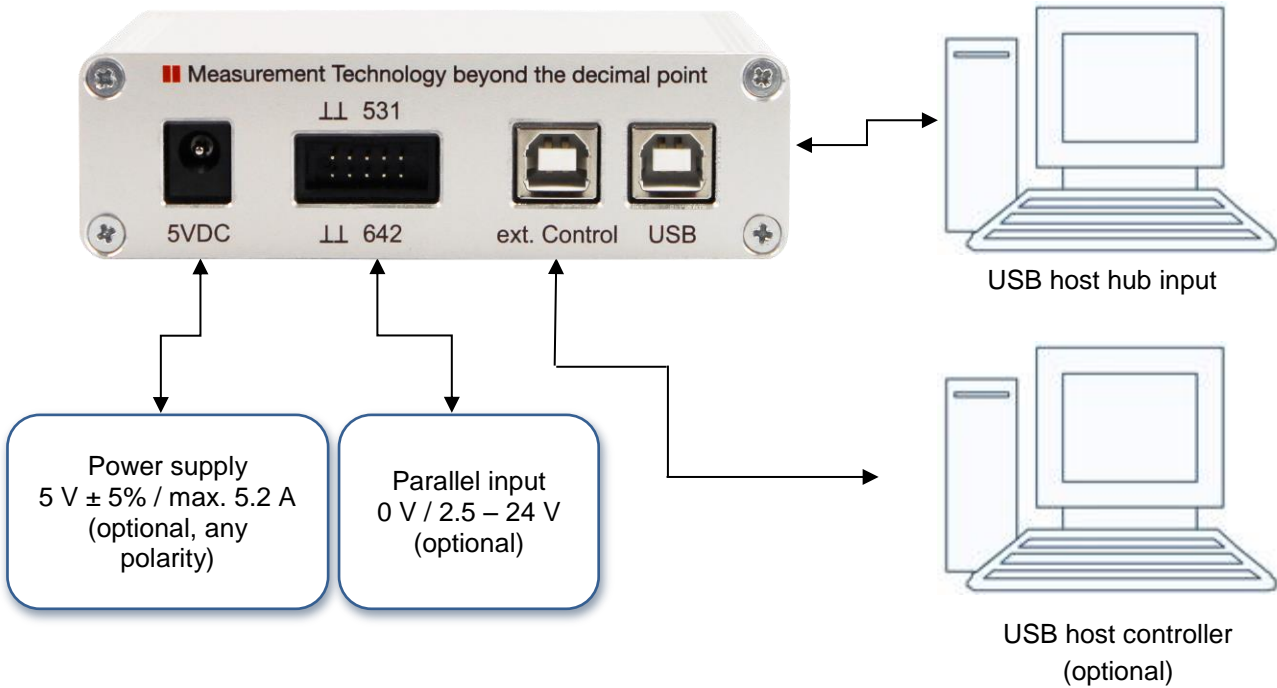 Measurement Technology beyond the decimal point
⊥⊥ 531
5VDC
⊥⊥ 642
ext. Control
USB
USB host hub input
Power supply
5 V ± 5% / max. 5.2 A
(optional, any
polarity)
Parallel input
0 V / 2.5 – 24 V
(optional)
USB host controller
(optional)